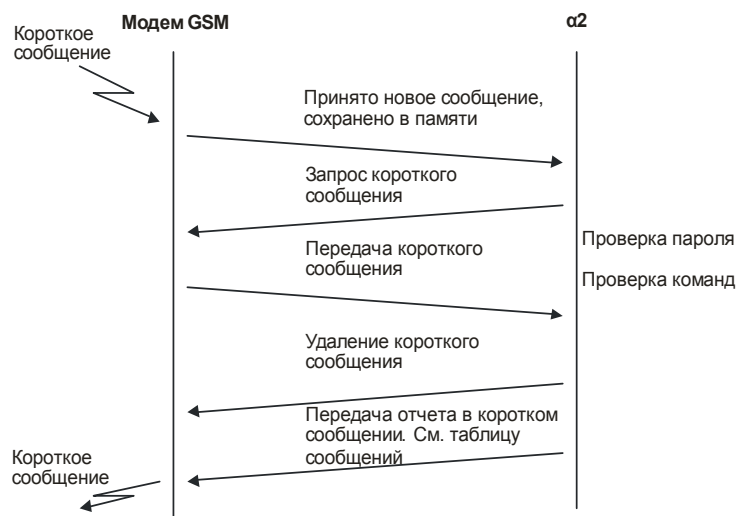 Модем GSM
α2
Короткое
сообщение
Принято новое сообщение,
сохранено в памяти
Запрос короткого
сообщения
Проверка пароля
Передача короткого
сообщения
Проверка команд
Удаление короткого
сообщения
Передача отчета в коротком
сообщении. См. таблицу
сообщений
Короткое
сообщение